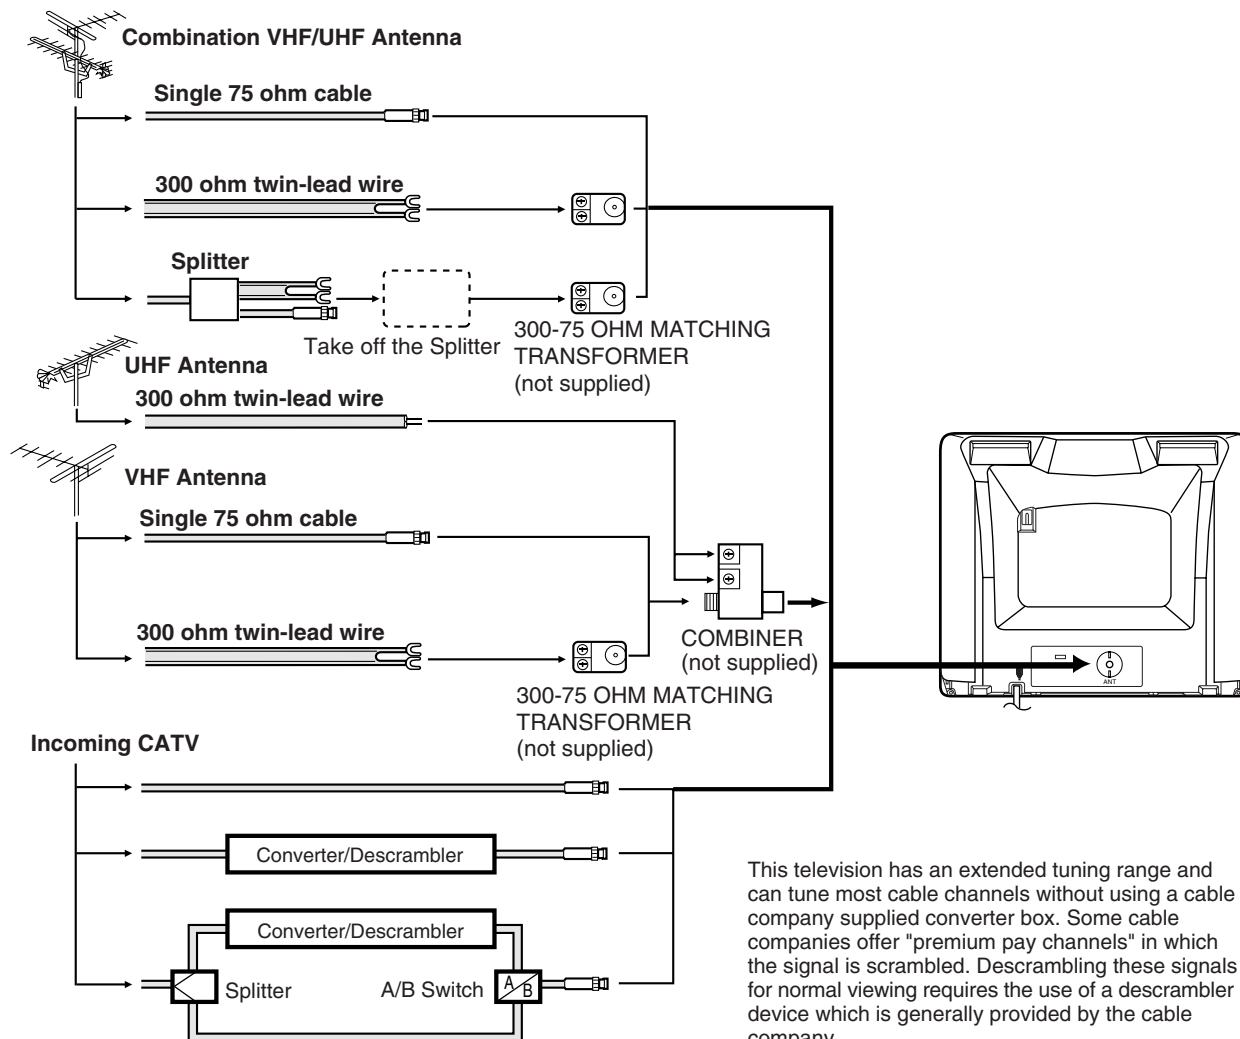 Combination VHF/UHF Antenna
Single 75 ohm cable
300 ohm twin-lead wire
Splitter
Take off the Splitter
300-75 OHM MATCHING
TRANSFORMER
(not supplied)
UHF Antenna
300 ohm twin-lead wire
VHF Antenna
Single 75 ohm cable
300 ohm twin-lead wire
COMBINER
(not supplied)
ANT
300-75 OHM MATCHING
TRANSFORMER
(not supplied)
Incoming CATV
Converter/Descrambler
Converter/Descrambler
Splitter
A/B Switch
A/B
This television has an extended tuning range and
can tune most cable channels without using a cable
company supplied converter box. Some cable
companies offer "premium pay channels" in which
the signal is scrambled. Descrambling these signals
for normal viewing requires the use of a descrambler
device which is generally provided by the cable
company.